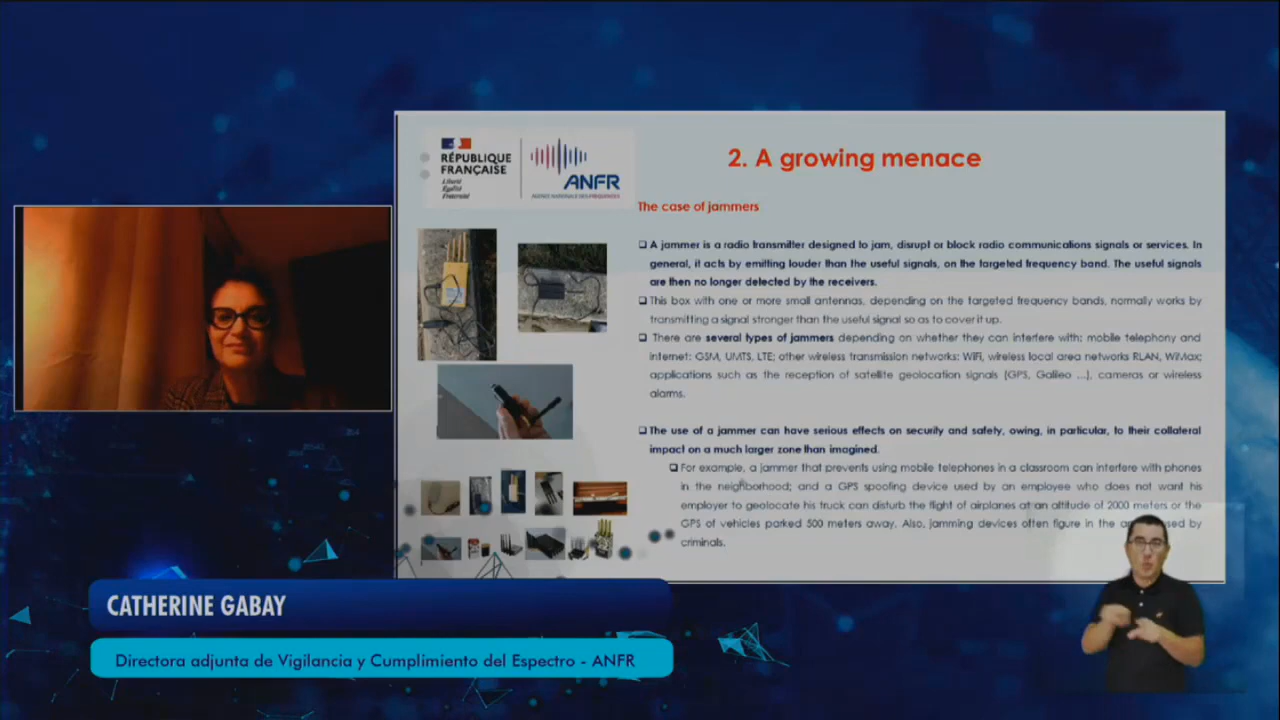 RÉPUBLIQUE
FRANÇAISE
Liberté
Égalité
Fraternité
ANFR
AGENCE NATIONALE DES FRÉQUENCES
2. A growing menace
The case of jammers
A jammer is a radio transmitter designed to jam, disrupt or block radio communications signals or services. In
general, it acts by emitting louder than the useful signals, on the targeted frequency band. The useful signals
are then no longer detected by the receivers.
This box with one or more small antennas, depending on the targeted frequency bands, normally works by
transmitting a signal stronger than the useful signal so as to cover it up.
There are several types of jammers depending on whether they can interfere with: mobile telephony and
internet: GSM, UMTS, LTE; other wireless transmission networks: WiFi, wireless local area networks RLAN, WiMax;
applications such as the reception of satellite geolocation signals (GPS, Galileo ...), cameras or wireless
alarms.
The use of a jammer can have serious effects on security and safety, owing, in particular, to their collateral
impact on a much larger zone than imagined.
For example, a jammer that prevents using mobile telephones in a classroom can interfere with phones
in the neighborhood; and a GPS spoofing device used by an employee who does not want his
employer to geolocate his truck can disturb the flight of airplanes at an altitude of 2000 meters or the
GPS of vehicles parked 500 meters away. Also, jamming devices often figure in the by
criminals.
CATHERINE GABAY
Directora adjunta de Vigilancia y Cumplimiento del Espectro - ANFR